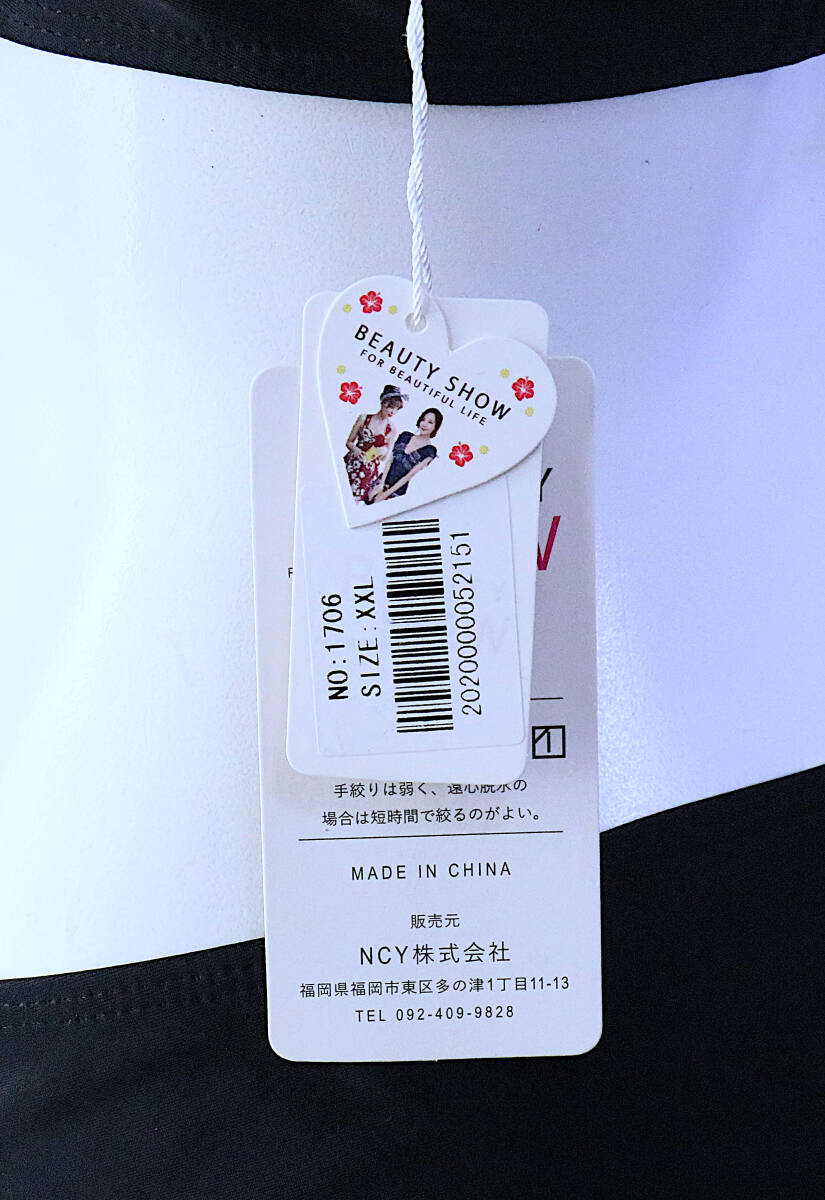 BEAUTY SHOW
FOR BEAUTIFUL LIFE
NO:1706
SIZE:XXL
2020000052151
手絞りは弱く、遠心脱水の
場合は短時間で絞るのがよい。
MADE IN CHINA
販売元
NCY株式会社
福岡県福岡市東区多の津1丁目11-13
TEL 092-409-9828